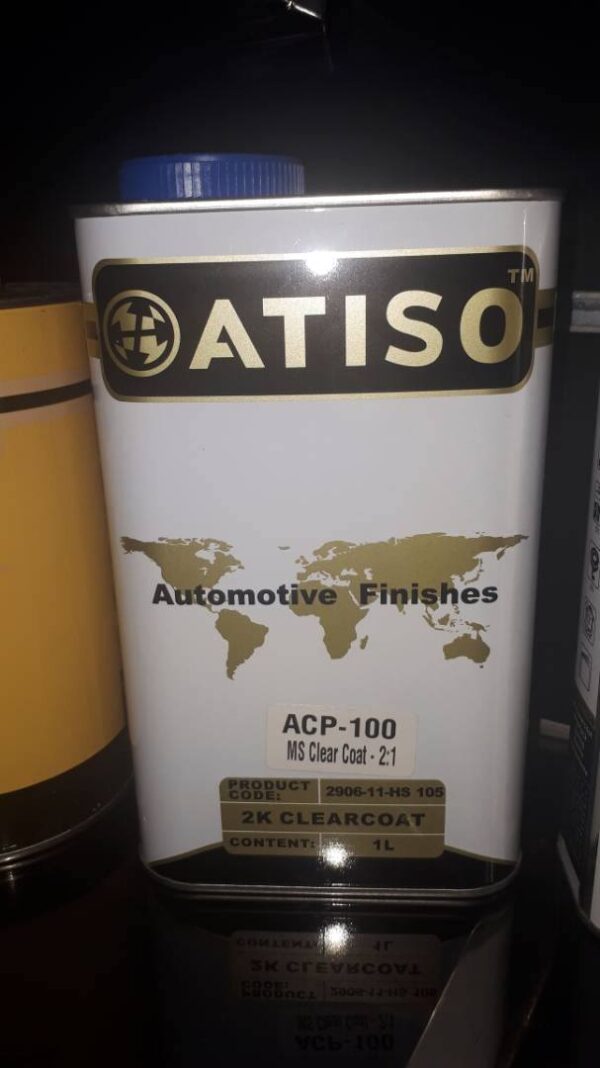 ATISO™
Automotive Finishes
ACP-100
MS Clear Coat - 2:1
PRODUCT CODE: 2906-11-HS 105
2K CLEARCOAT
CONTENT: 1L